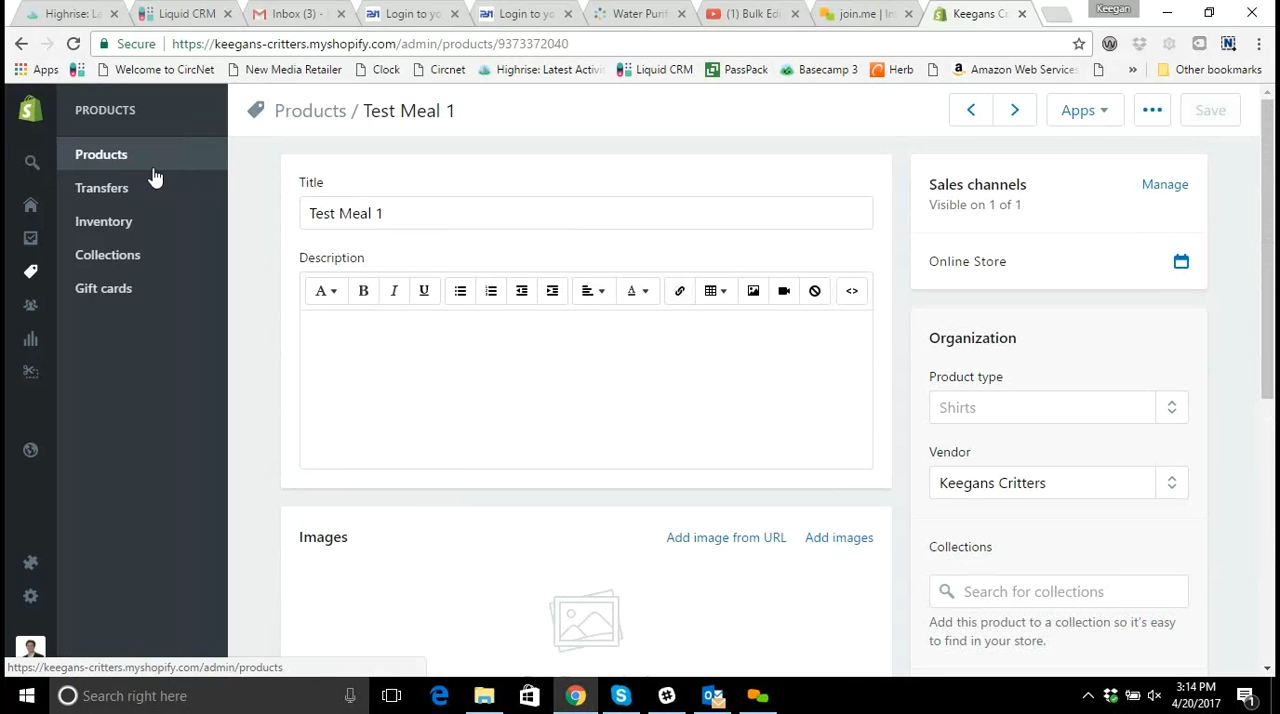 Highrise: La
Liquid CRM
Inbox (3) -
Login to yo
Login to yo
Water Purif
(1) Bulk Edi
join.me | In
Keegans Cr
Keegan
Secure
https://keegans-critters.myshopify.com/admin/products/9373372040
Apps
Welcome to CircNet
New Media Retailer
Clock
Circnet
Highrise: Latest Activi
Liquid CRM
PassPack
Basecamp 3
Herb
Amazon Web Services
»
Other bookmarks
PRODUCTS
Products
Transfers
Inventory
Collections
Gift cards
Products / Test Meal 1
Apps
Save
Title
Test Meal 1
Description
A
B
I
U
A
<>
Images
Add image from URL
Add images
Sales channels
Manage
Visible on 1 of 1
Online Store
Organization
Product type
Shirts
Vendor
Keegans Critters
Collections
Search for collections
Add this product to a collection so it's easy
to find in your store.
https://keegans-critters.myshopify.com/admin/products
Search right here
3:14 PM
4/20/2017
1